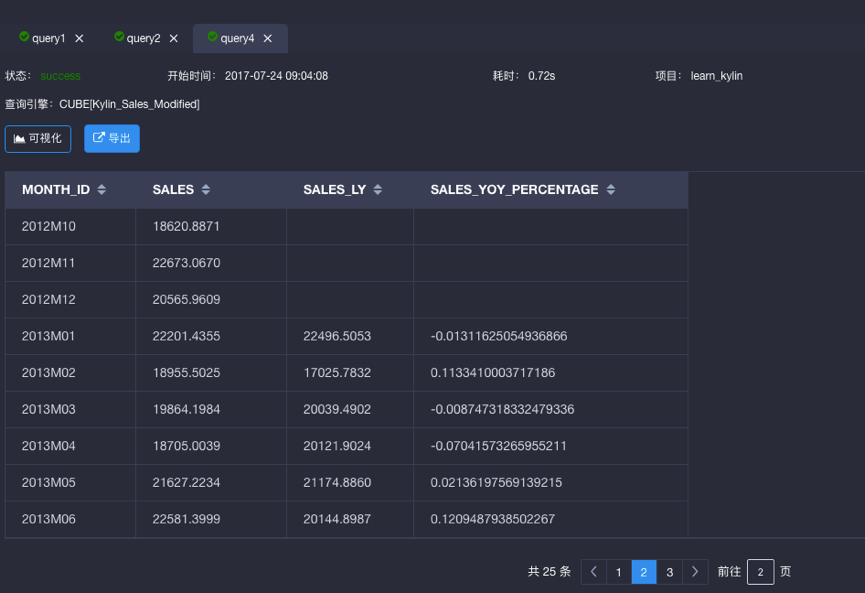 query1 query2 query4
状态： success 开始时间： 2017-07-24 09:04:08 耗时： 0.72s 项目： learn_kylin
查询引擎： CUBE[Kylin_Sales_Modified]
可视化 导出
MONTH_ID SALES SALES_LY SALES_YOY_PERCENTAGE
2012M10 18620.8871
2012M11 22673.0670
2012M12 20565.9609
2013M01 22201.4355 22496.5053 -0.01311625054936866
2013M02 18955.5025 17025.7832 0.1133410003717186
2013M03 19864.1984 20039.4902 -0.008747318332479336
2013M04 18705.0039 20121.9024 -0.07041573265955211
2013M05 21627.2234 21174.8860 0.02136197569139215
2013M06 22581.3999 20144.8987 0.1209487938502267
共 25 条 1 2 3 前往 2 页